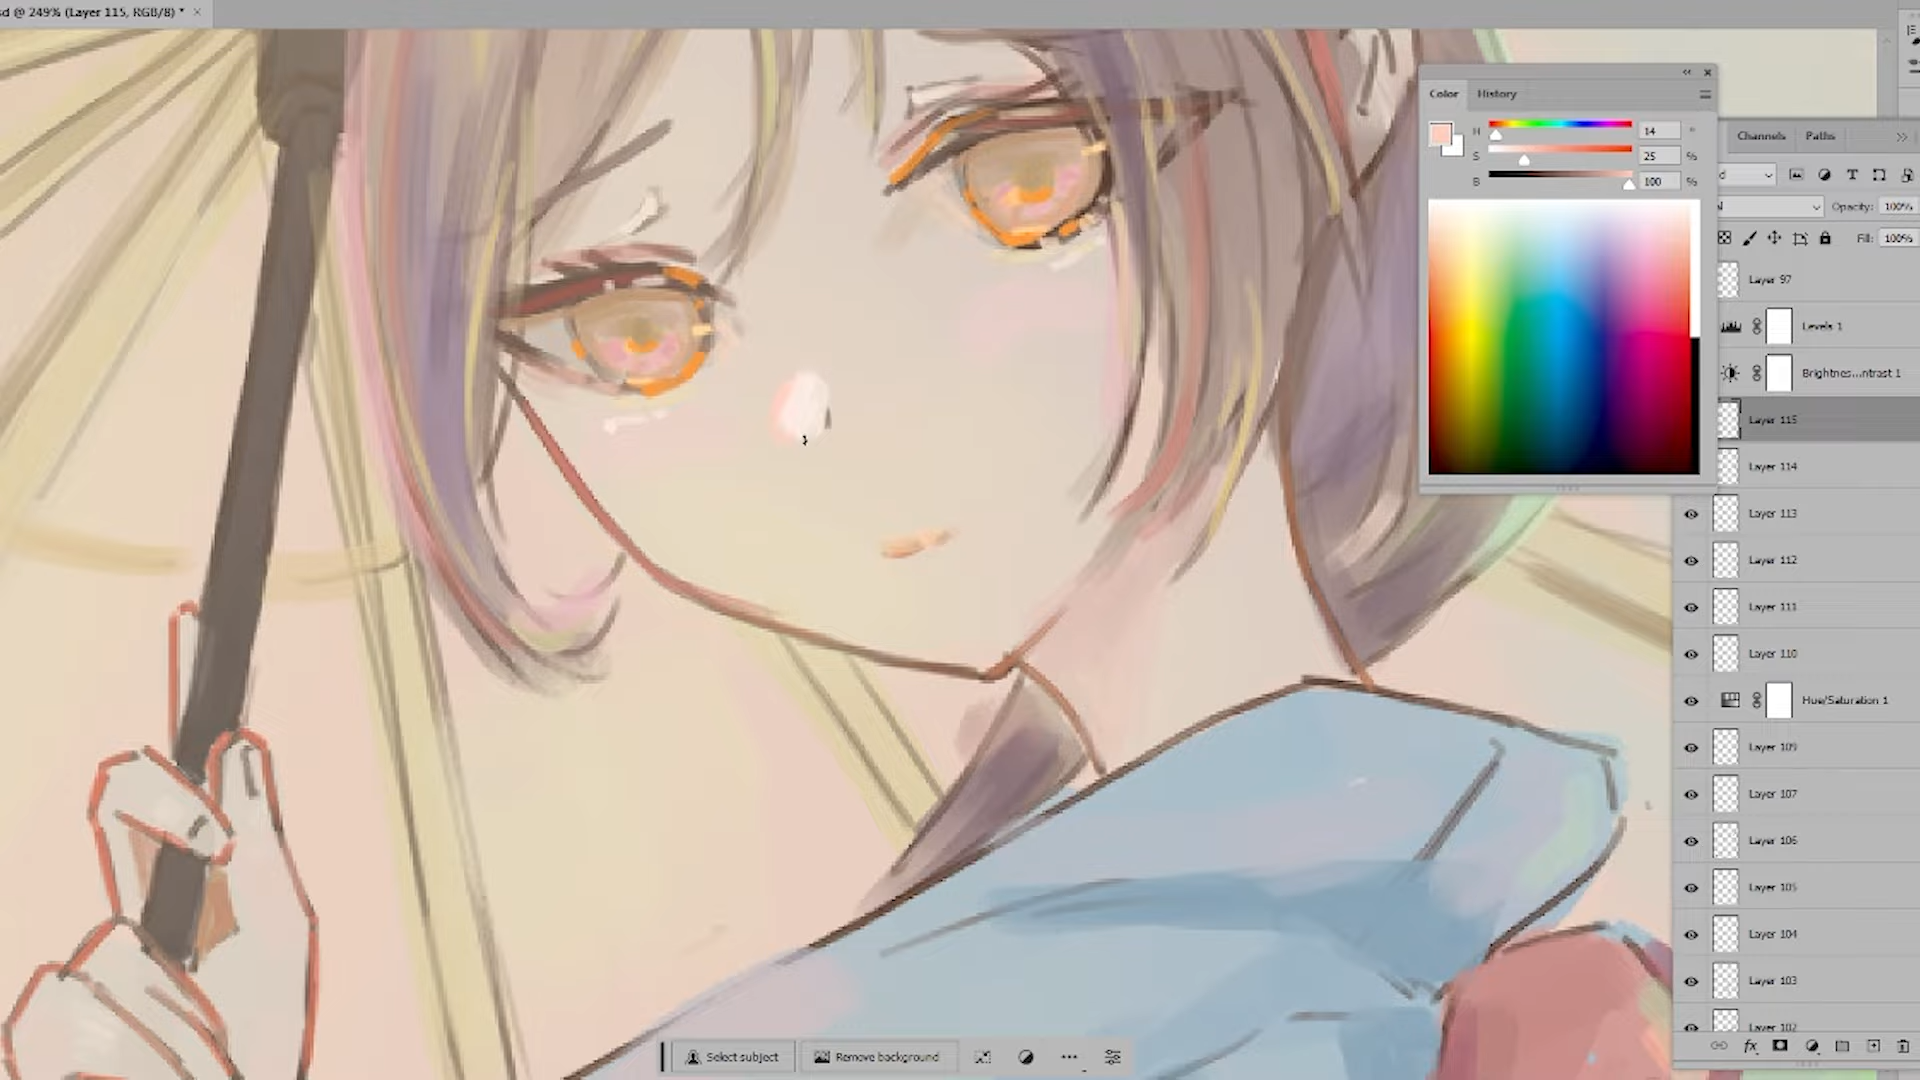 sd @ 249% (Layer 115, RGB/8) * ×
Color History
H 14 °
S 25 %
B 100 %
Channels Paths
Opacity: 100%
Fill: 100%
Layer 97
Levels 1
Brightnes...ntrast 1
Layer 115
Layer 114
Layer 113
Layer 112
Layer 111
Layer 110
Hue/Saturation 1
Layer 109
Layer 107
Layer 106
Layer 105
Layer 104
Layer 103
Layer 102
fx
Select subject Remove background